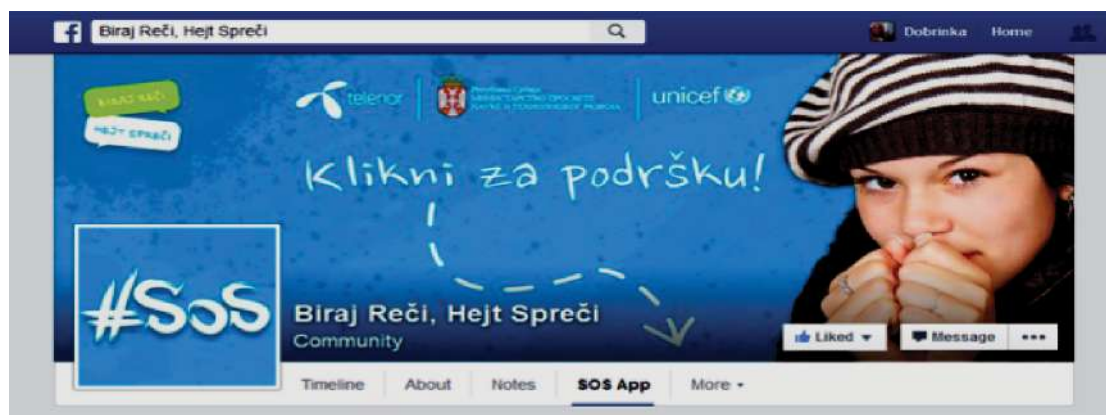 Biraj Reči, Hejt Spreči
Dobrinka Home
BIRAJ REČI
HEJT SPREČI
telenor
unicef
Klikni za podršku!
#SoS
Biraj Reči, Hejt Spreči
Community
Liked
Message
Timeline About Notes SOS App More